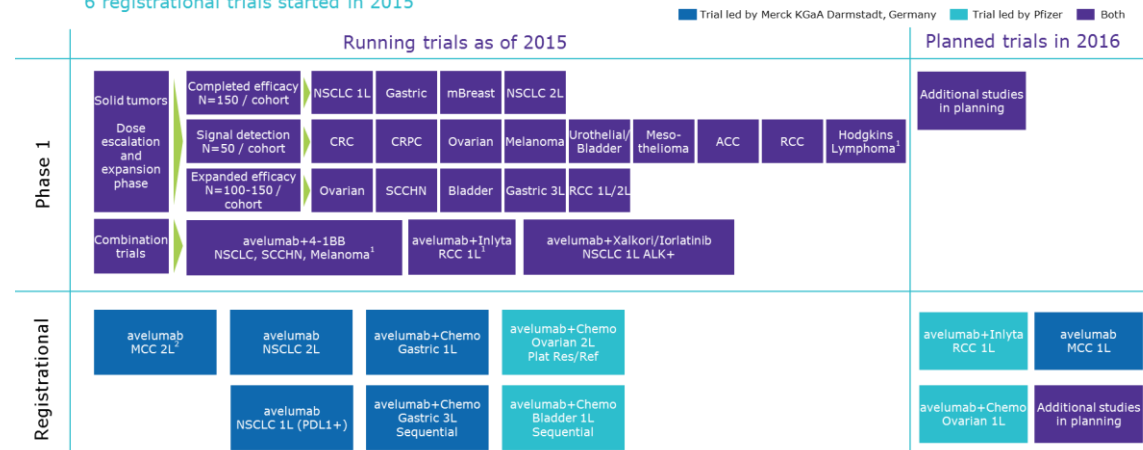 6 registrational trials started in 2015
Trial led by Merck KGaA Darmstadt, Germany
Trial led by Pfizer
Both
Running trials as of 2015
Planned trials in 2016
Phase 1
Solid tumors
Dose
escalation
and
expansion
phase
Completed efficacy
N=150 / cohort
NSCLC 1L
Gastric
mBreast
NSCLC 2L
Signal detection
N=50 / cohort
CRC
CRPC
Ovarian
Melanoma
Urothelial/
Bladder
Meso-
thelioma
ACC
RCC
Hodgkins
Lymphoma1
Expanded efficacy
N=100-150 /
cohort
Ovarian
SCCHN
Bladder
Gastric 3L
RCC 1L/2L
Combination
trials
avelumab+4-1BB
NSCLC, SCCHN, Melanoma1
avelumab+Inlyta
RCC 1L1
avelumab+Xalkori/lorlatinib
NSCLC 1L ALK+
Additional studies
in planning
Registrational
avelumab
MCC 2L2
avelumab
NSCLC 2L
avelumab+Chemo
Gastric 1L
avelumab+Chemo
Ovarian 2L
Plat Res/Ref
avelumab
NSCLC 1L (PDL1+)
avelumab+Chemo
Gastric 3L
Sequential
avelumab+Chemo
Bladder 1L
Sequential
avelumab+Inlyta
RCC 1L
avelumab
MCC 1L
avelumab+Chemo
Ovarian 1L
Additional studies
in planning